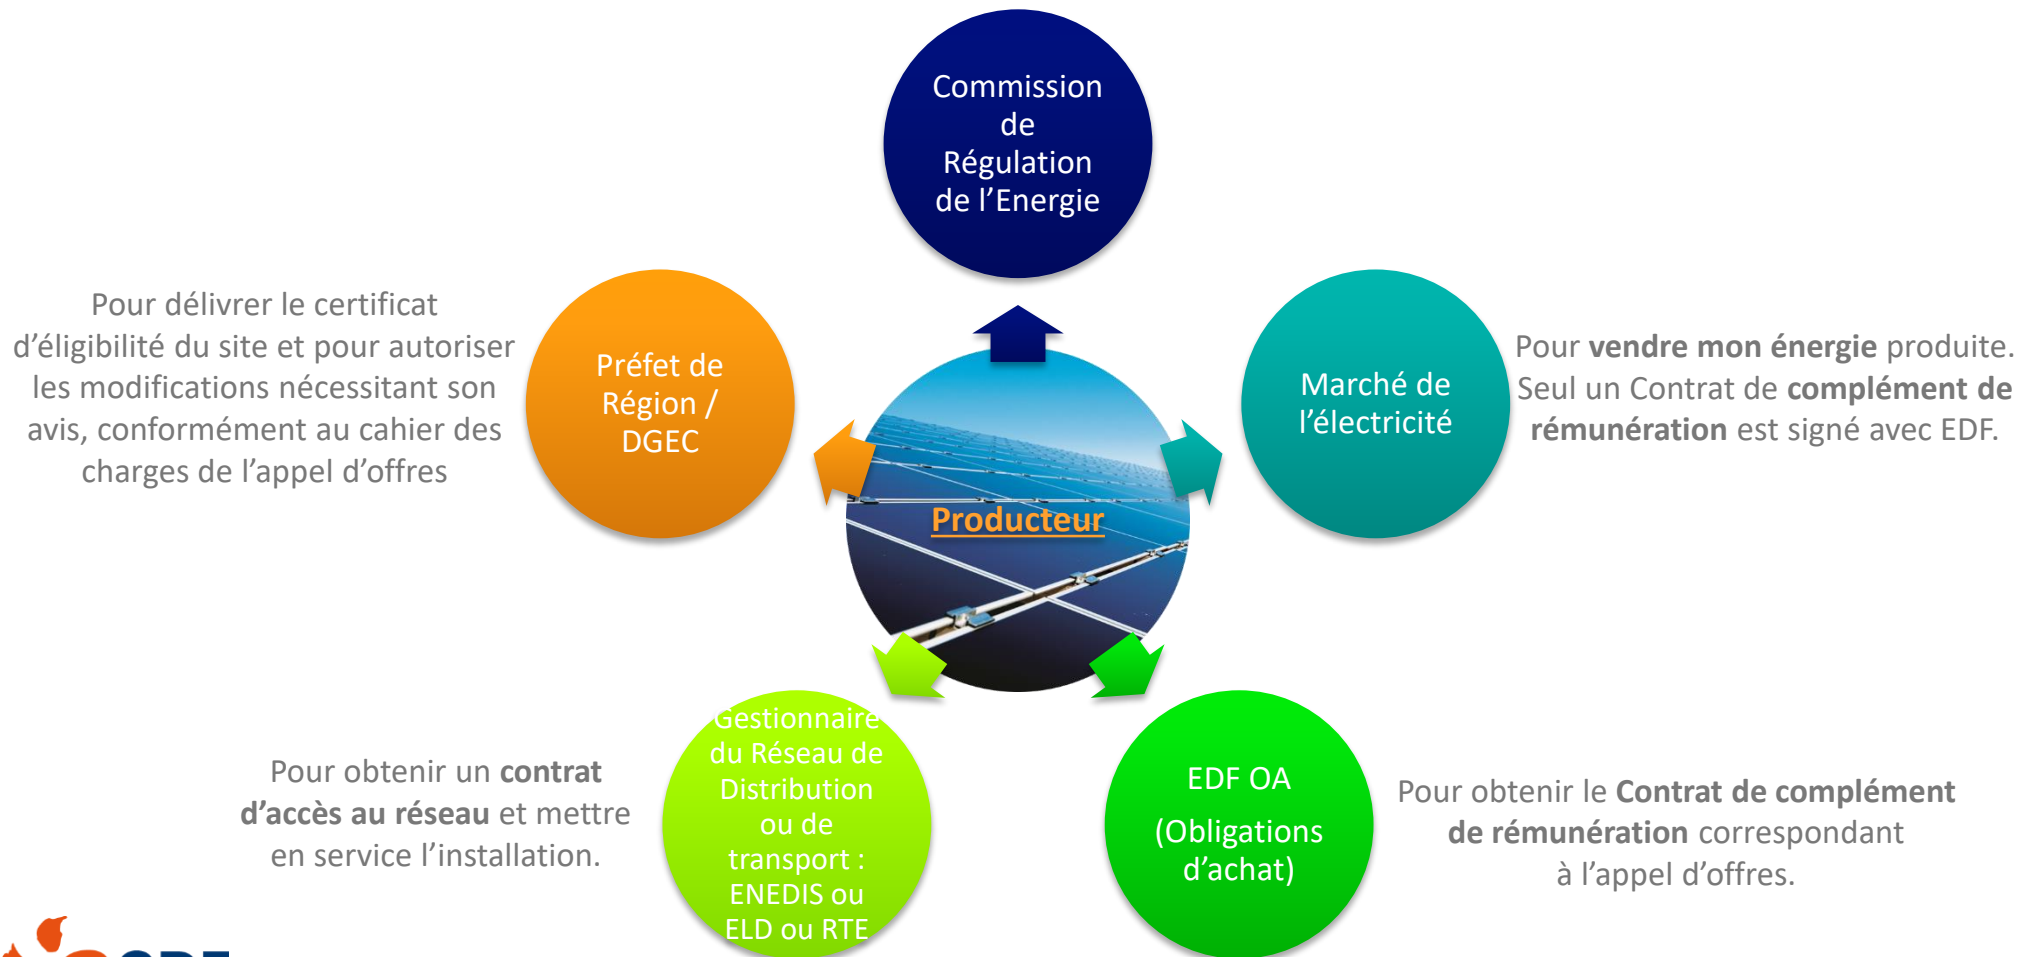 Commission
de
Régulation
de l’Energie
Pour délivrer le certificat
d’éligibilité du site et pour autoriser
les modifications nécessitant son
avis, conformément au cahier des
charges de l’appel d’offres
Préfet de
Région /
DGEC
Marché de
l’électricité
Pour vendre mon énergie produite.
Seul un Contrat de complément de
rémunération est signé avec EDF.
Producteur
Pour obtenir un contrat
d’accès au réseau et mettre
en service l’installation.
Gestionnaire
du Réseau de
Distribution
ou de
transport :
ENEDIS ou
ELD ou RTE
EDF OA
(Obligations
d’achat)
Pour obtenir le Contrat de complément
de rémunération correspondant
à l’appel d’offres.